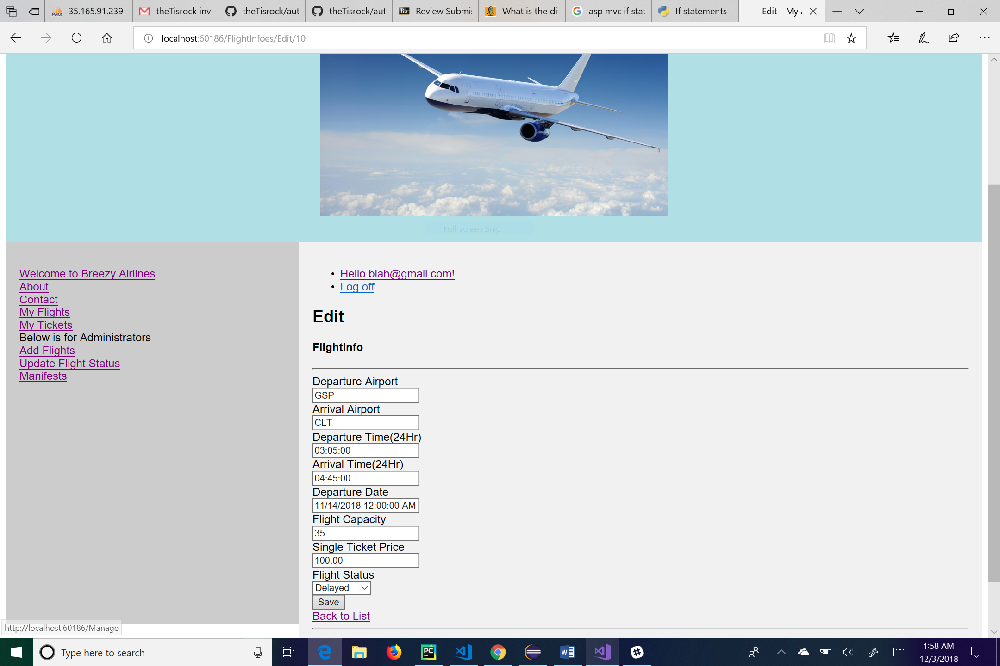 35.165.91.239
theTisrock invi
theTisrock/aut
theTisrock/aut
Review Submi
What is the di
asp mvc if stat
If statements -
Edit - My
localhost:60186/FlightInfoes/Edit/10
Full-screen Snip
Welcome to Breezy Airlines
About
Contact
My Flights
My Tickets
Below is for Administrators
Add Flights
Update Flight Status
Manifests
• Hello blah@gmail.com!
• Log off
Edit
FlightInfo
Departure Airport
GSP
Arrival Airport
CLT
Departure Time(24Hr)
03:05:00
Arrival Time(24Hr)
04:45:00
Departure Date
11/14/2018 12:00:00 AM
Flight Capacity
35
Single Ticket Price
100.00
Flight Status
Delayed
Save
Back to List
http://localhost:60186/Manage
Type here to search
1:58 AM
12/3/2018